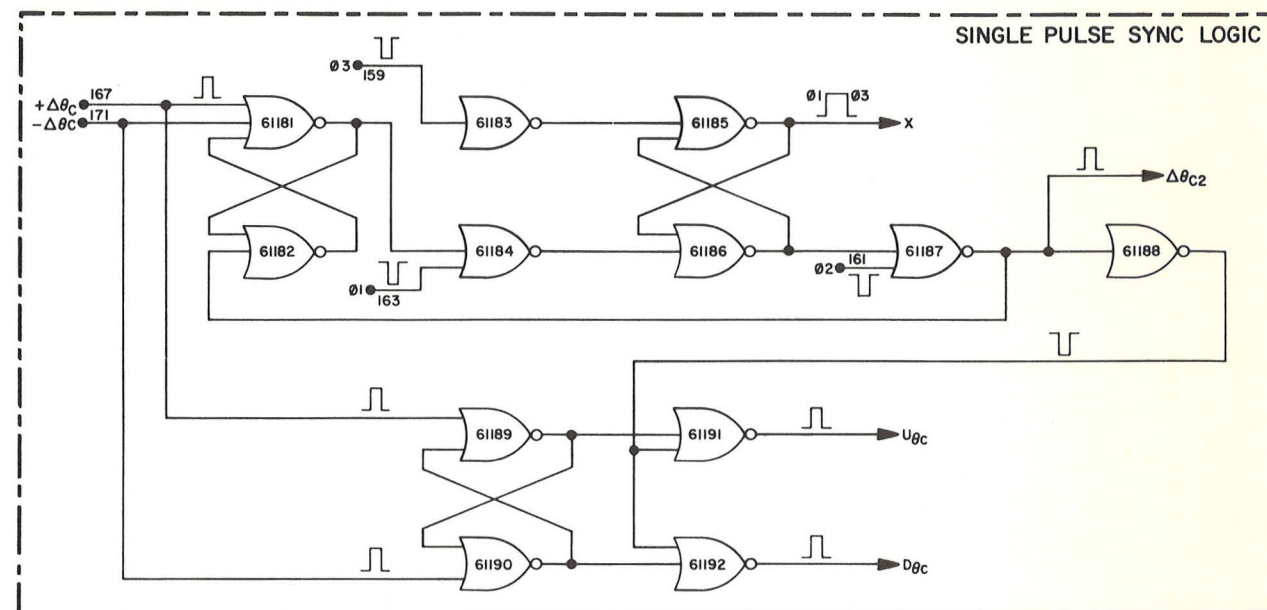 SINGLE PULSE SYNC LOGIC
Ø3
159
+Δθc
167
-Δθc
171
61181
61183
61185
Ø1 Ø3
X
ΔθC2
61182
61184
61186
61187
61188
Ø1
163
Ø2
161
61189
61191
Uθc
61190
61192
Dθc